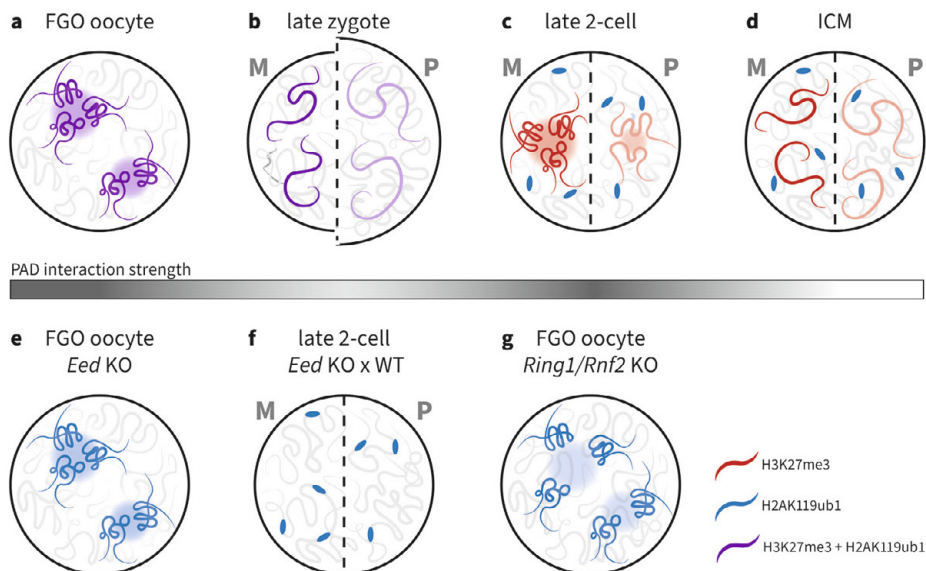 a FGO oocyte
b late zygote
c late 2-cell
d ICM
M P
M P
M P
PAD interaction strength
e FGO oocyte
Eed KO
f late 2-cell
Eed KO x WT
g FGO oocyte
Ring1/Rnf2 KO
M P
H3K27me3
H2AK119ub1
H3K27me3 + H2AK119ub1